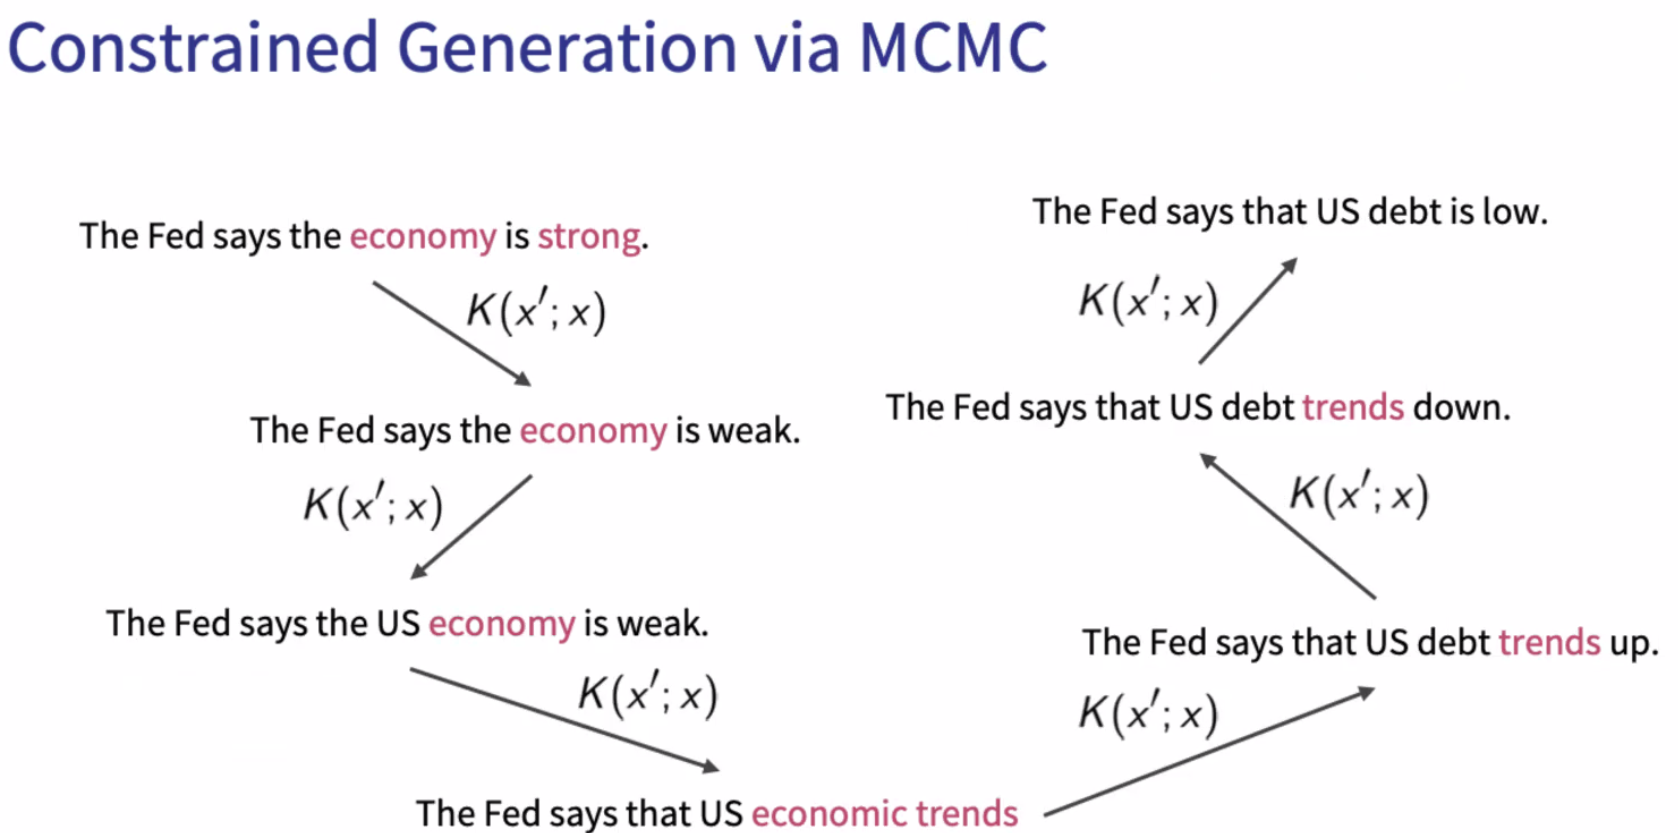 Constrained Generation via MCMC
The Fed says the economy is strong.
K(x′; x)
The Fed says the economy is weak.
K(x′; x)
The Fed says the US economy is weak.
K(x′; x)
The Fed says that US economic trends
K(x′; x)
The Fed says that US debt trends up.
K(x′; x)
The Fed says that US debt trends down.
K(x′; x)
The Fed says that US debt is low.